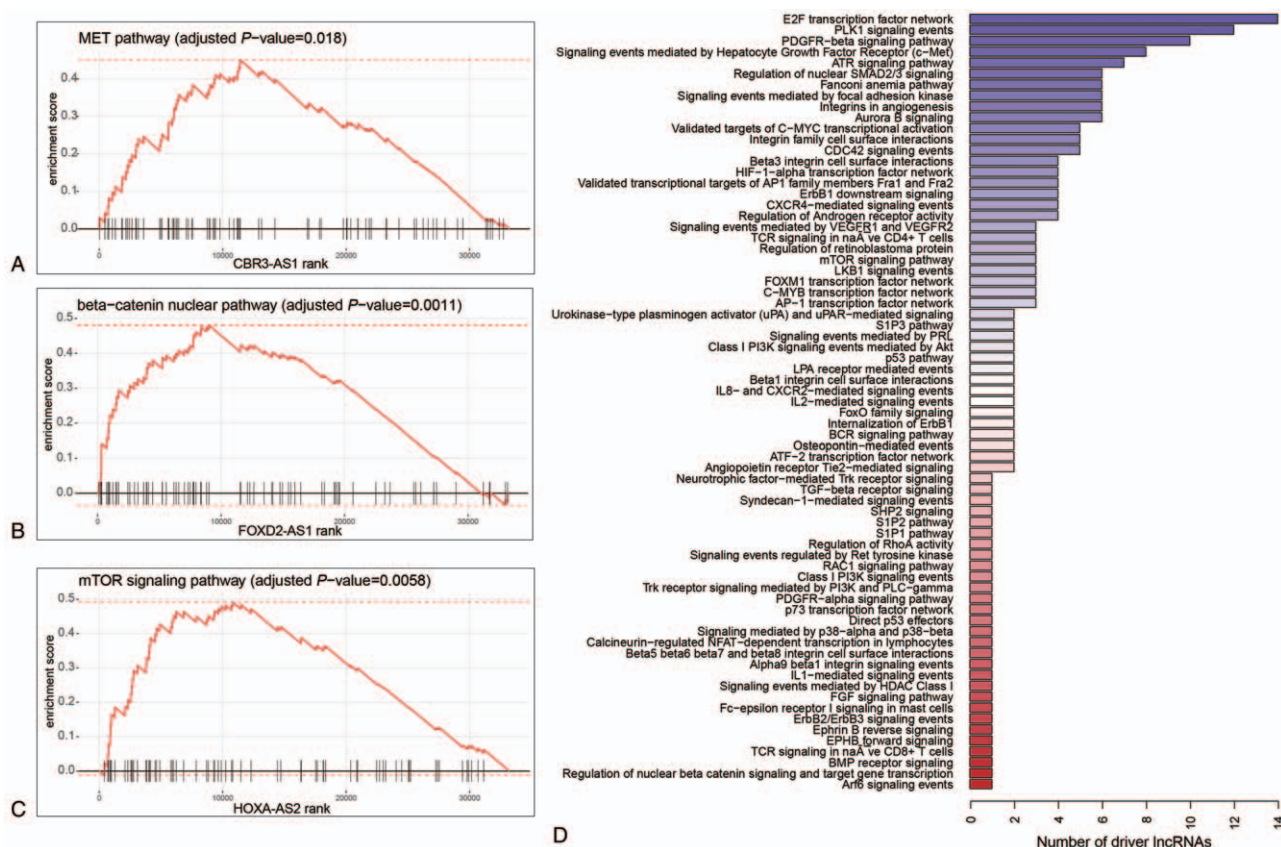 MET pathway (adjusted P-value=0.018)
enrichment score
0.4
0.3
0.2
0.1
0.0
0
10000
20000
30000
CBR3-AS1 rank
A
beta-catenin nuclear pathway (adjusted P-value=0.0011)
enrichment score
0.5
0.4
0.3
0.2
0.1
0.0
0
10000
20000
30000
FOXD2-AS1 rank
B
mTOR signaling pathway (adjusted P-value=0.0058)
enrichment score
0.5
0.4
0.3
0.2
0.1
0.0
0
10000
20000
30000
HOXA-AS2 rank
C
E2F transcription factor network
PLK1 signaling events
PDGFR-beta signaling pathway
Signaling events mediated by Hepatocyte Growth Factor Receptor (c-Met)
ATR signaling pathway
Regulation of nuclear SMAD2/3 signaling
Fanconi anemia pathway
Signaling events mediated by focal adhesion kinase
Integrins in angiogenesis
Aurora B signaling
Validated targets of C-MYC transcriptional activation
Integrin family cell surface interactions
CDC42 signaling events
Beta3 integrin cell surface interactions
HIF-1-alpha transcription factor network
Validated transcriptional targets of AP1 family members Fra1 and Fra2
ErbB1 downstream signaling
CXCR4-mediated signaling events
Regulation of Androgen receptor activity
Signaling events mediated by VEGFR1 and VEGFR2
TCR signaling in naÃ ve CD4+ T cells
Regulation of retinoblastoma protein
mTOR signaling pathway
LKB1 signaling events
FOXM1 transcription factor network
C-MYB transcription factor network
AP-1 transcription factor network
Urokinase-type plasminogen activator (uPA) and uPAR-mediated signaling
S1P3 pathway
Signaling events mediated by PRL
Class I PI3K signaling events mediated by Akt
p53 pathway
LPA receptor mediated events
Beta1 integrin cell surface interactions
IL8- and CXCR2-mediated signaling events
IL2-mediated signaling events
FoxO family signaling
Internalization of ErbB1
BCR signaling pathway
Osteopontin-mediated events
ATF-2 transcription factor network
Angiopoietin receptor Tie2-mediated signaling
Neurotrophic factor-mediated Trk receptor signaling
TGF-beta receptor signaling
Syndecan-1-mediated signaling events
SHP2 signaling
S1P2 pathway
S1P1 pathway
Regulation of RhoA activity
Signaling events regulated by Ret tyrosine kinase
RAC1 signaling pathway
Class I PI3K signaling events
Trk receptor signaling mediated by PI3K and PLC-gamma
PDGFR-alpha signaling pathway
p73 transcription factor network
Direct p53 effectors
Signaling mediated by p38-alpha and p38-beta
Calcineurin-regulated NFAT-dependent transcription in lymphocytes
Beta5 beta6 beta7 and beta8 integrin cell surface interactions
Alpha9 beta1 integrin signaling events
IL1-mediated signaling events
Signaling events mediated by HDAC Class I
FGF signaling pathway
Fc-epsilon receptor I signaling in mast cells
ErbB2/ErbB3 signaling events
Ephrin B reverse signaling
EPHB forward signaling
TCR signaling in naÃ ve CD8+ T cells
BMP receptor signaling
Regulation of nuclear beta catenin signaling and target gene transcription
Arf6 signaling events
0
2
4
6
8
10
12
14
Number of driver lncRNAs
D